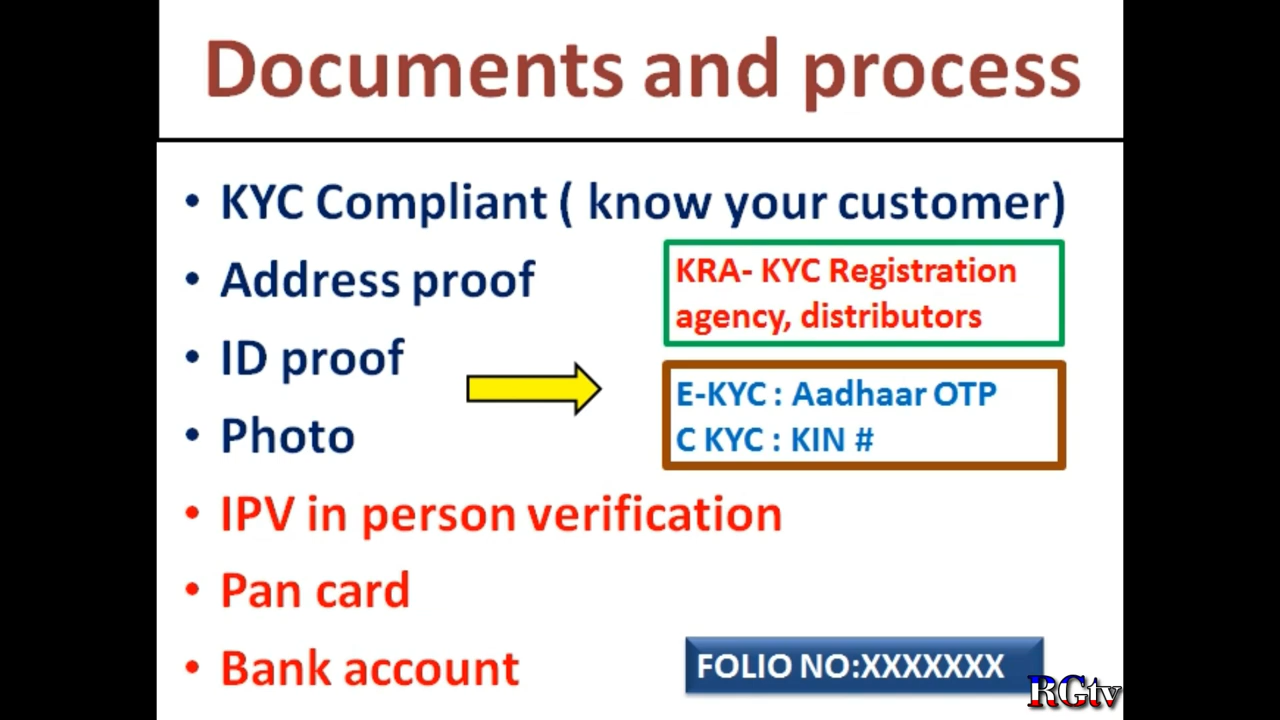 Documents and process
• KYC Compliant ( know your customer)
• Address proof
KRA- KYC Registration
agency, distributors
• ID proof
E-KYC : Aadhaar OTP
C KYC : KIN #
• Photo
• IPV in person verification
• Pan card
• Bank account
FOLIO NO:XXXXXXX
RGtv